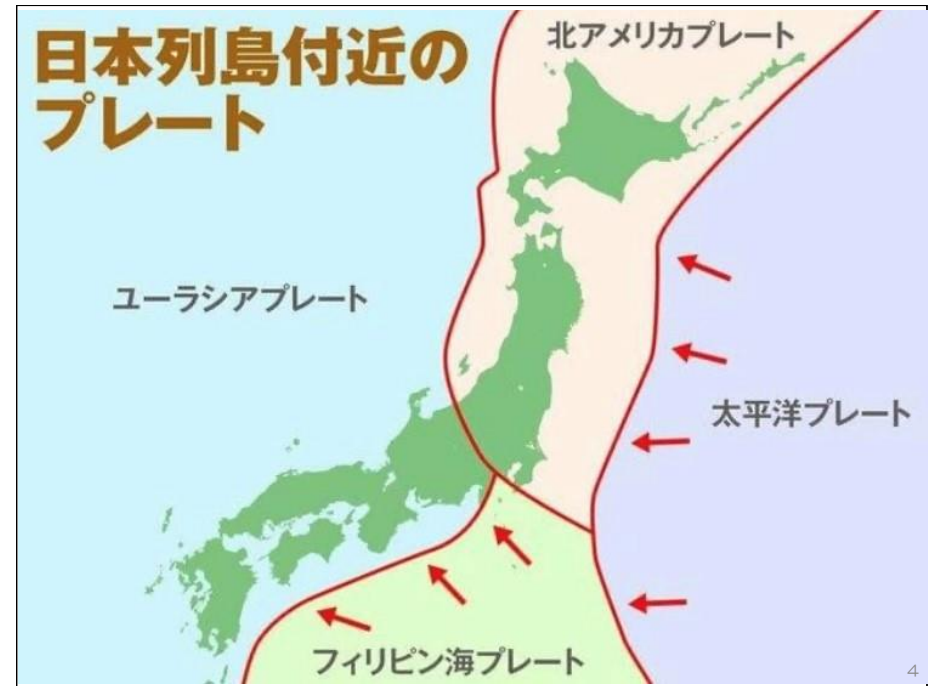 日本列島付近の
プレート
北アメリカプレート
ユーラシアプレート
太平洋プレート
フィリピン海プレート
4